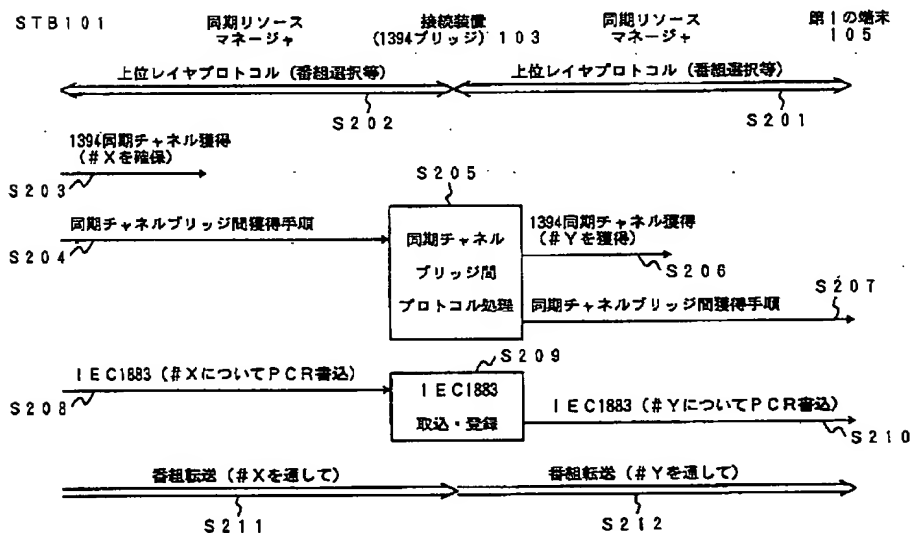 STB101
同期リソース
マネージャ
接続装置
(1394ブリッジ) 103
同期リソース
マネージャ
第1の端末
105
上位レイヤプロトコル (番組選択等)
上位レイヤプロトコル (番組選択等)
S202
S201
1394同期チャネル獲得
(#Xを確保)
S203
S205
同期チャネルブリッジ間獲得手順
S204
同期チャネル
ブリッジ間
プロトコル処理
1394同期チャネル獲得
(#Yを獲得)
S206
S207
同期チャネルブリッジ間獲得手順
S209
IEC1883 (#XについてPCR書込)
S208
IEC1883
取込・登録
IEC1883 (#YについてPCR書込)
S210
番組転送 (#Xを通して)
番組転送 (#Yを通して)
S211
S212